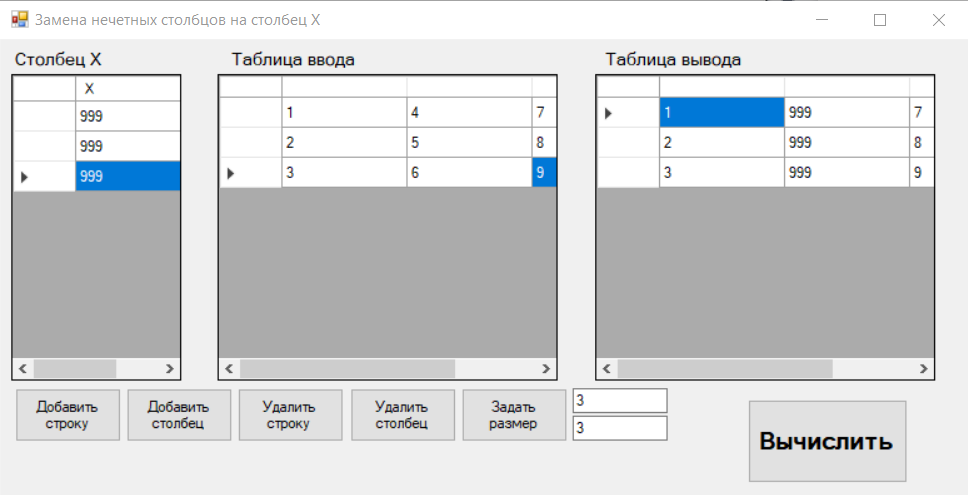 Замена нечетных столбцов на столбец X
Столбец X
Таблица ввода
Таблица вывода
X
999
1 4 7
1 999 7
999
2 5 8
2 999 8
999
3 6 9
3 999 9
Добавить
строку
Добавить
столбец
Удалить
строку
Удалить
столбец
Задать
размер
3
3
Вычислить